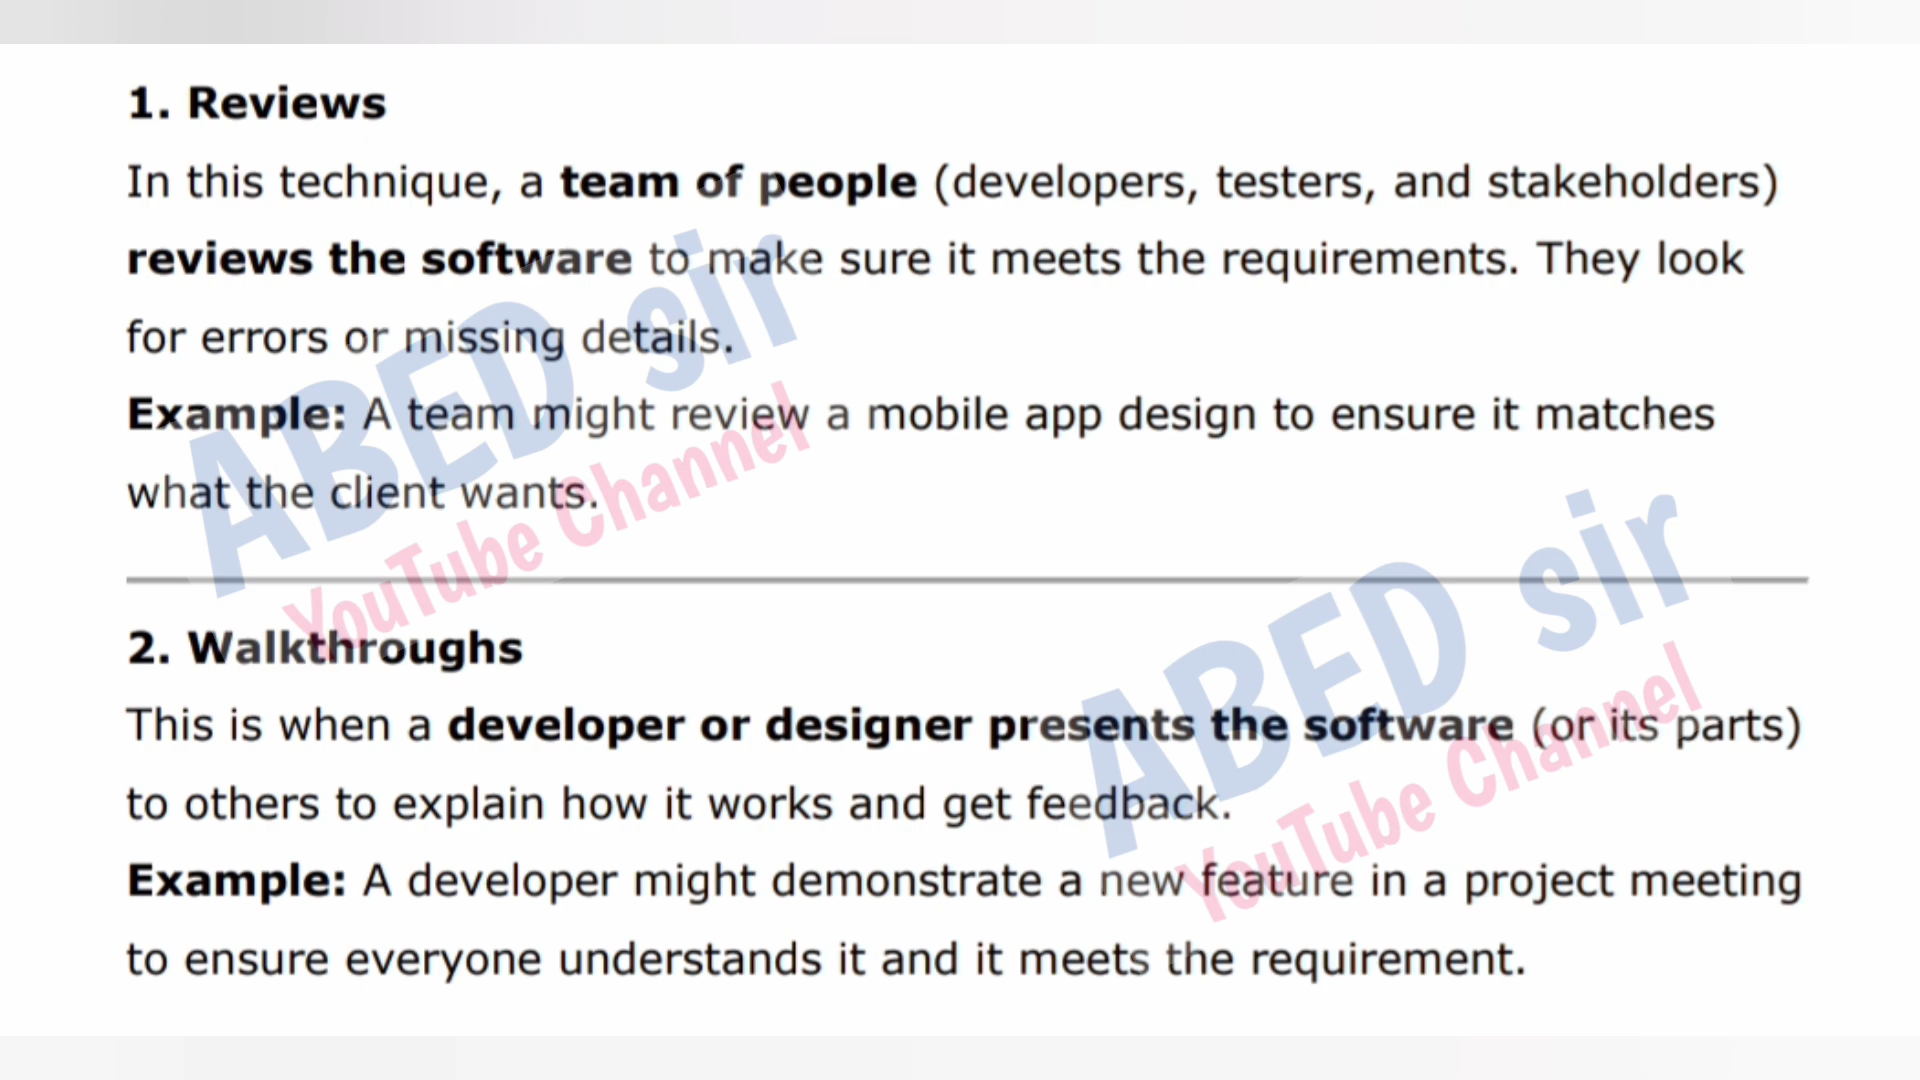 1. Reviews
In this technique, a team of people (developers, testers, and stakeholders)
reviews the software to make sure it meets the requirements. They look
for errors or missing details.
Example: A team might review a mobile app design to ensure it matches
what the client wants.
2. Walkthroughs
This is when a developer or designer presents the software (or its parts)
to others to explain how it works and get feedback.
Example: A developer might demonstrate a new feature in a project meeting
to ensure everyone understands it and it meets the requirement.
ABED sir
YouTube Channel
ABED sir
YouTube Channel